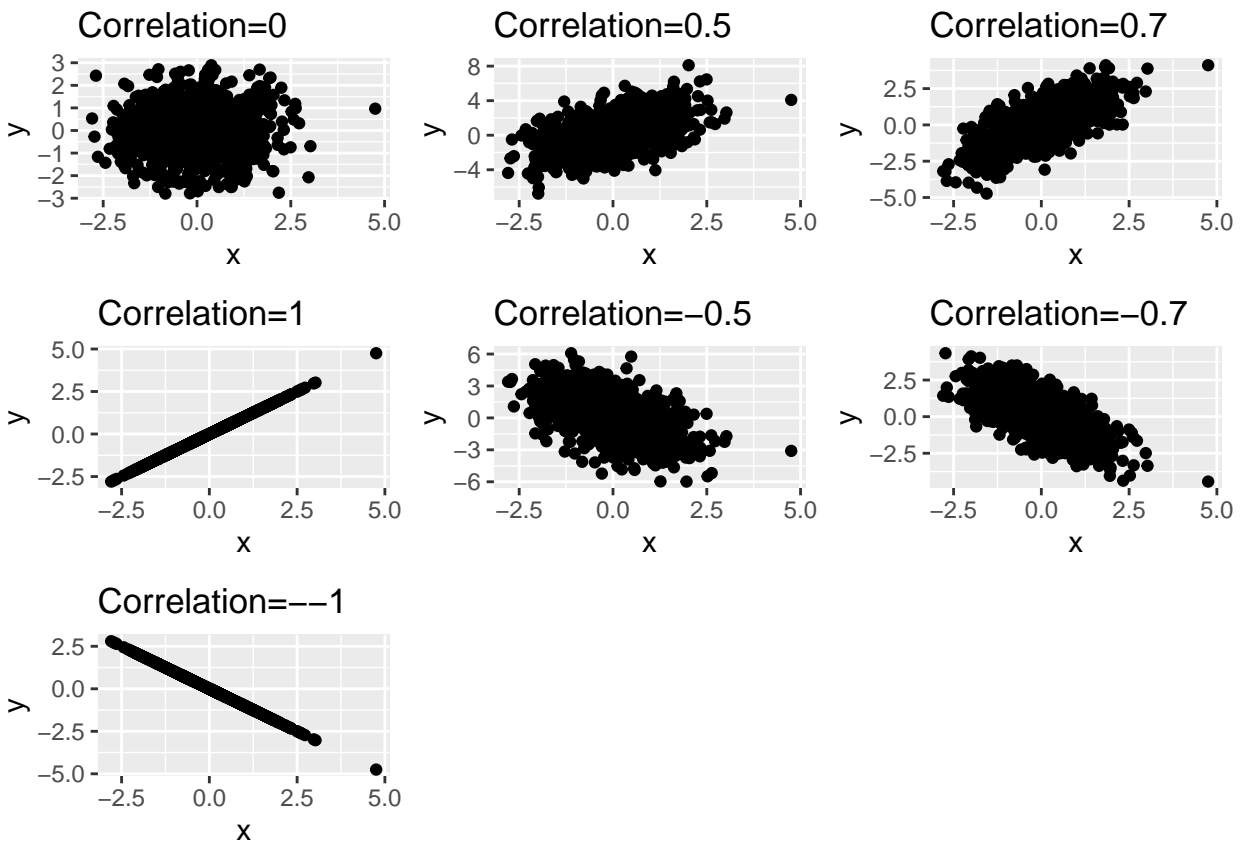 Correlation=0
3
2
1
0
−1
−2
−3
y
−2.5 0.0 2.5 5.0
x
Correlation=0.5
8
4
0
−4
y
−2.5 0.0 2.5 5.0
x
Correlation=0.7
2.5
0.0
−2.5
−5.0
y
−2.5 0.0 2.5 5.0
x
Correlation=1
5.0
2.5
0.0
−2.5
y
−2.5 0.0 2.5 5.0
x
Correlation=−0.5
6
3
0
−3
−6
y
−2.5 0.0 2.5 5.0
x
Correlation=−0.7
2.5
0.0
−2.5
y
−2.5 0.0 2.5 5.0
x
Correlation=−−1
2.5
0.0
−2.5
−5.0
y
−2.5 0.0 2.5 5.0
x